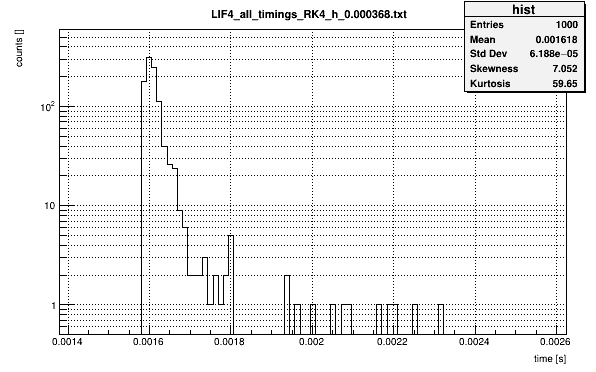 LIF4_all_timings_RK4_h_0.000368.txt
hist
Entries 1000
Mean 0.001618
Std Dev 6.188e−05
Skewness 7.052
Kurtosis 59.65
counts []
10²
10
1
0.0014 0.0016 0.0018 0.002 0.0022 0.0024 0.0026
time [s]